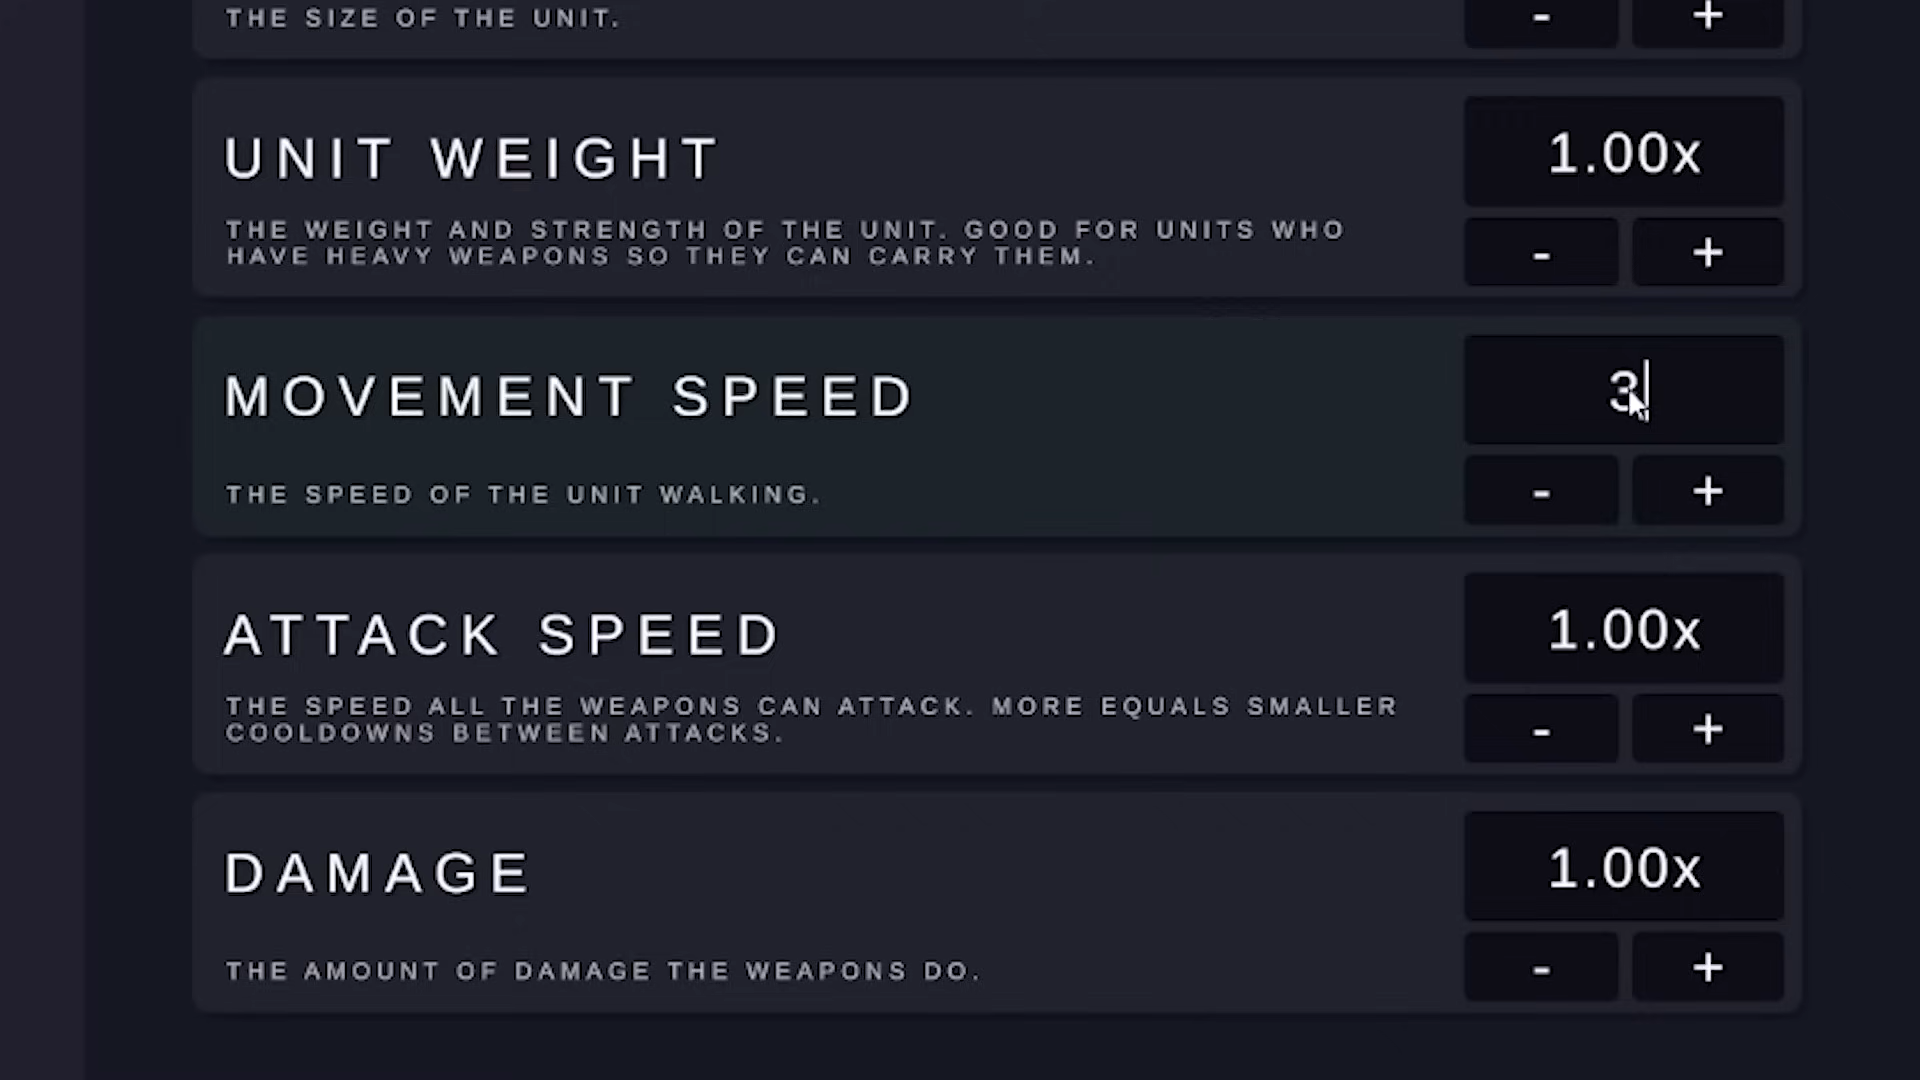 THE SIZE OF THE UNIT.
- +
UNIT WEIGHT
1.00x
THE WEIGHT AND STRENGTH OF THE UNIT. GOOD FOR UNITS WHO
HAVE HEAVY WEAPONS SO THEY CAN CARRY THEM.
- +
MOVEMENT SPEED
3
THE SPEED OF THE UNIT WALKING.
- +
ATTACK SPEED
1.00x
THE SPEED ALL THE WEAPONS CAN ATTACK. MORE EQUALS SMALLER
COOLDOWNS BETWEEN ATTACKS.
- +
DAMAGE
1.00x
THE AMOUNT OF DAMAGE THE WEAPONS DO.
- +